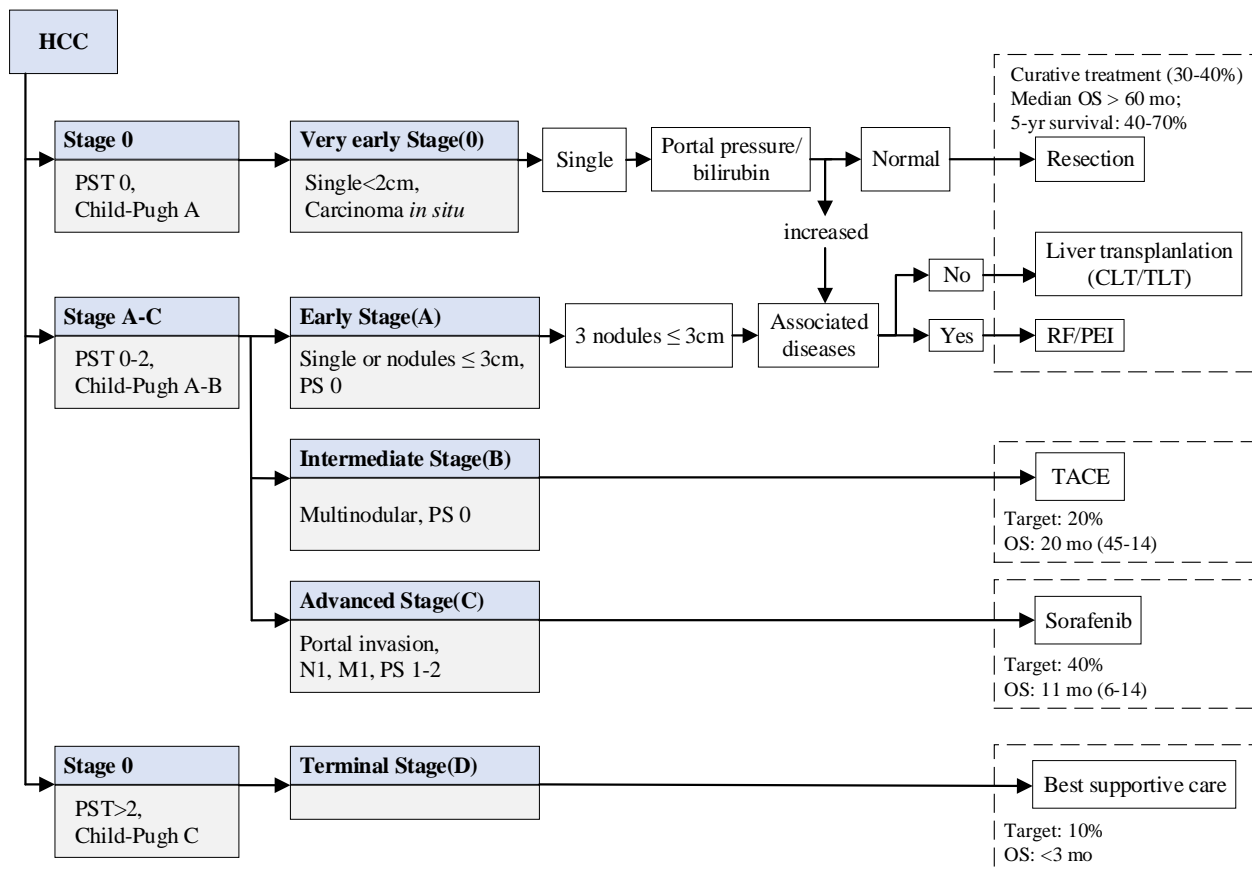 HCC
Curative treatment (30-40%)
Median OS > 60 mo;
5-yr survival: 40-70%
Stage 0
PST 0,
Child-Pugh A
Very early Stage(0)
Single<2cm,
Carcinoma in situ
Single
Portal pressure/
bilirubin
Normal
Resection
increased
Stage A-C
PST 0-2,
Child-Pugh A-B
Early Stage(A)
Single or nodules ≤ 3cm,
PS 0
3 nodules ≤ 3cm
Associated
diseases
No
Liver transplanlation
(CLT/TLT)
Yes
RF/PEI
Intermediate Stage(B)
Multinodular, PS 0
TACE
Target: 20%
OS: 20 mo (45-14)
Advanced Stage(C)
Portal invasion,
N1, M1, PS 1-2
Sorafenib
Target: 40%
OS: 11 mo (6-14)
Stage 0
PST>2,
Child-Pugh C
Terminal Stage(D)
Best supportive care
Target: 10%
OS: <3 mo